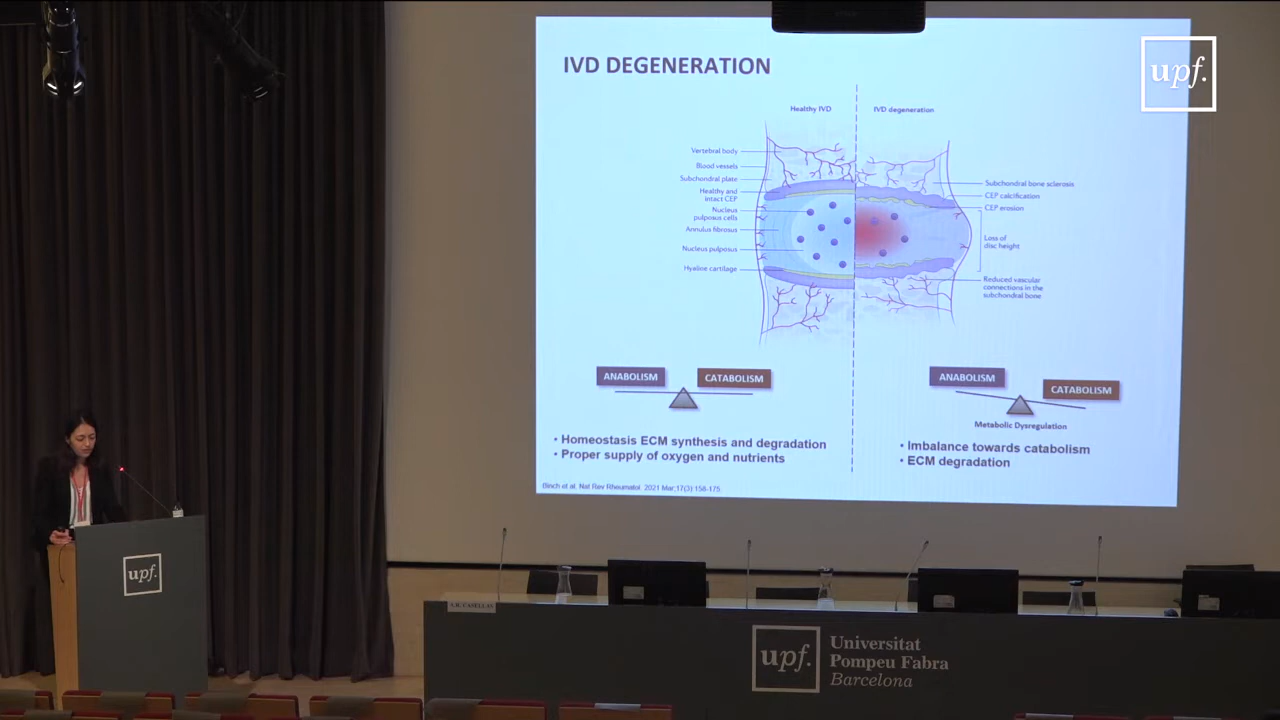 IVD DEGENERATION
upf.
Healthy IVD
IVD degeneration
Vertebral body
Blood vessels
Subchondral plate
Healthy and
intact CEP
Nucleus
pulposus cells
Annulus fibrosus
Nucleus pulposus
Hyaline cartilage
Subchondral bone sclerosis
CEP calcification
CEP erosion
Loss of
disc height
Reduced vascular
connections in the
subchondral bone
ANABOLISM
CATABOLISM
ANABOLISM
CATABOLISM
Metabolic Dysregulation
• Homeostasis ECM synthesis and degradation
• Proper supply of oxygen and nutrients
• Imbalance towards catabolism
• ECM degradation
Binch et al. Nat Rev Rheumatol. 2021 Mar;17(3):158-175.
upf.
upf.
Universitat
Pompeu Fabra
Barcelona